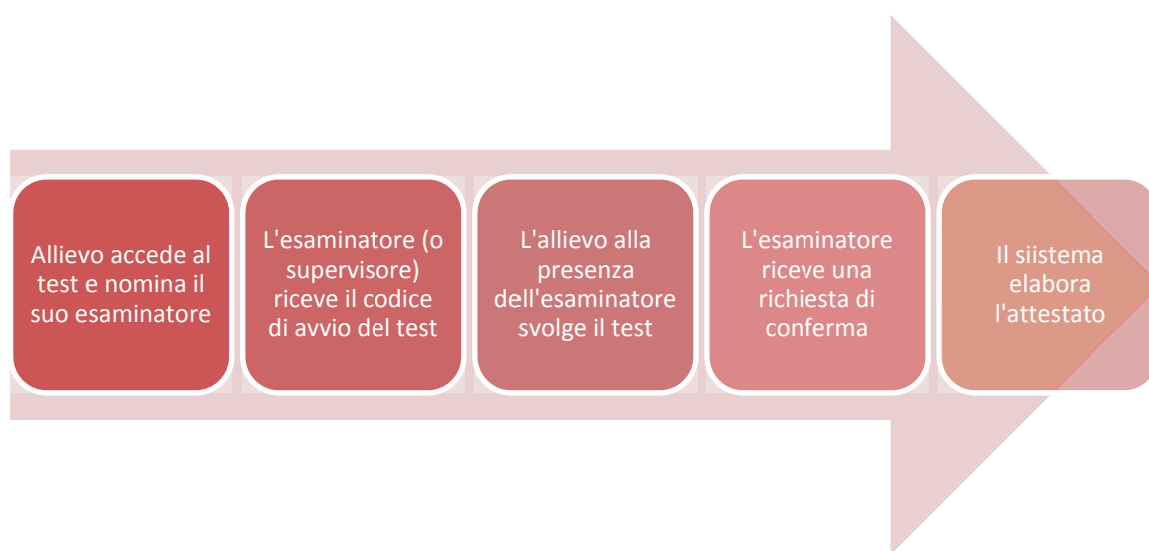 Allievo accede al
test e nomina il
suo esaminatore
L'esaminatore (o
supervisore)
riceve il codice
di avvio del test
L'allievo alla
presenza
dell'esaminatore
svolge il test
L'esaminatore
riceve una
richiesta di
conferma
Il siistema
elabora
l'attestato